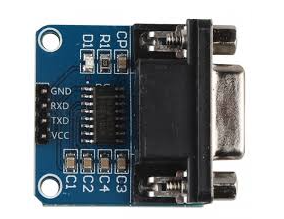 D1 R1 CP
GND
RXD
TXD
VCC
C1 C2 C4 C3